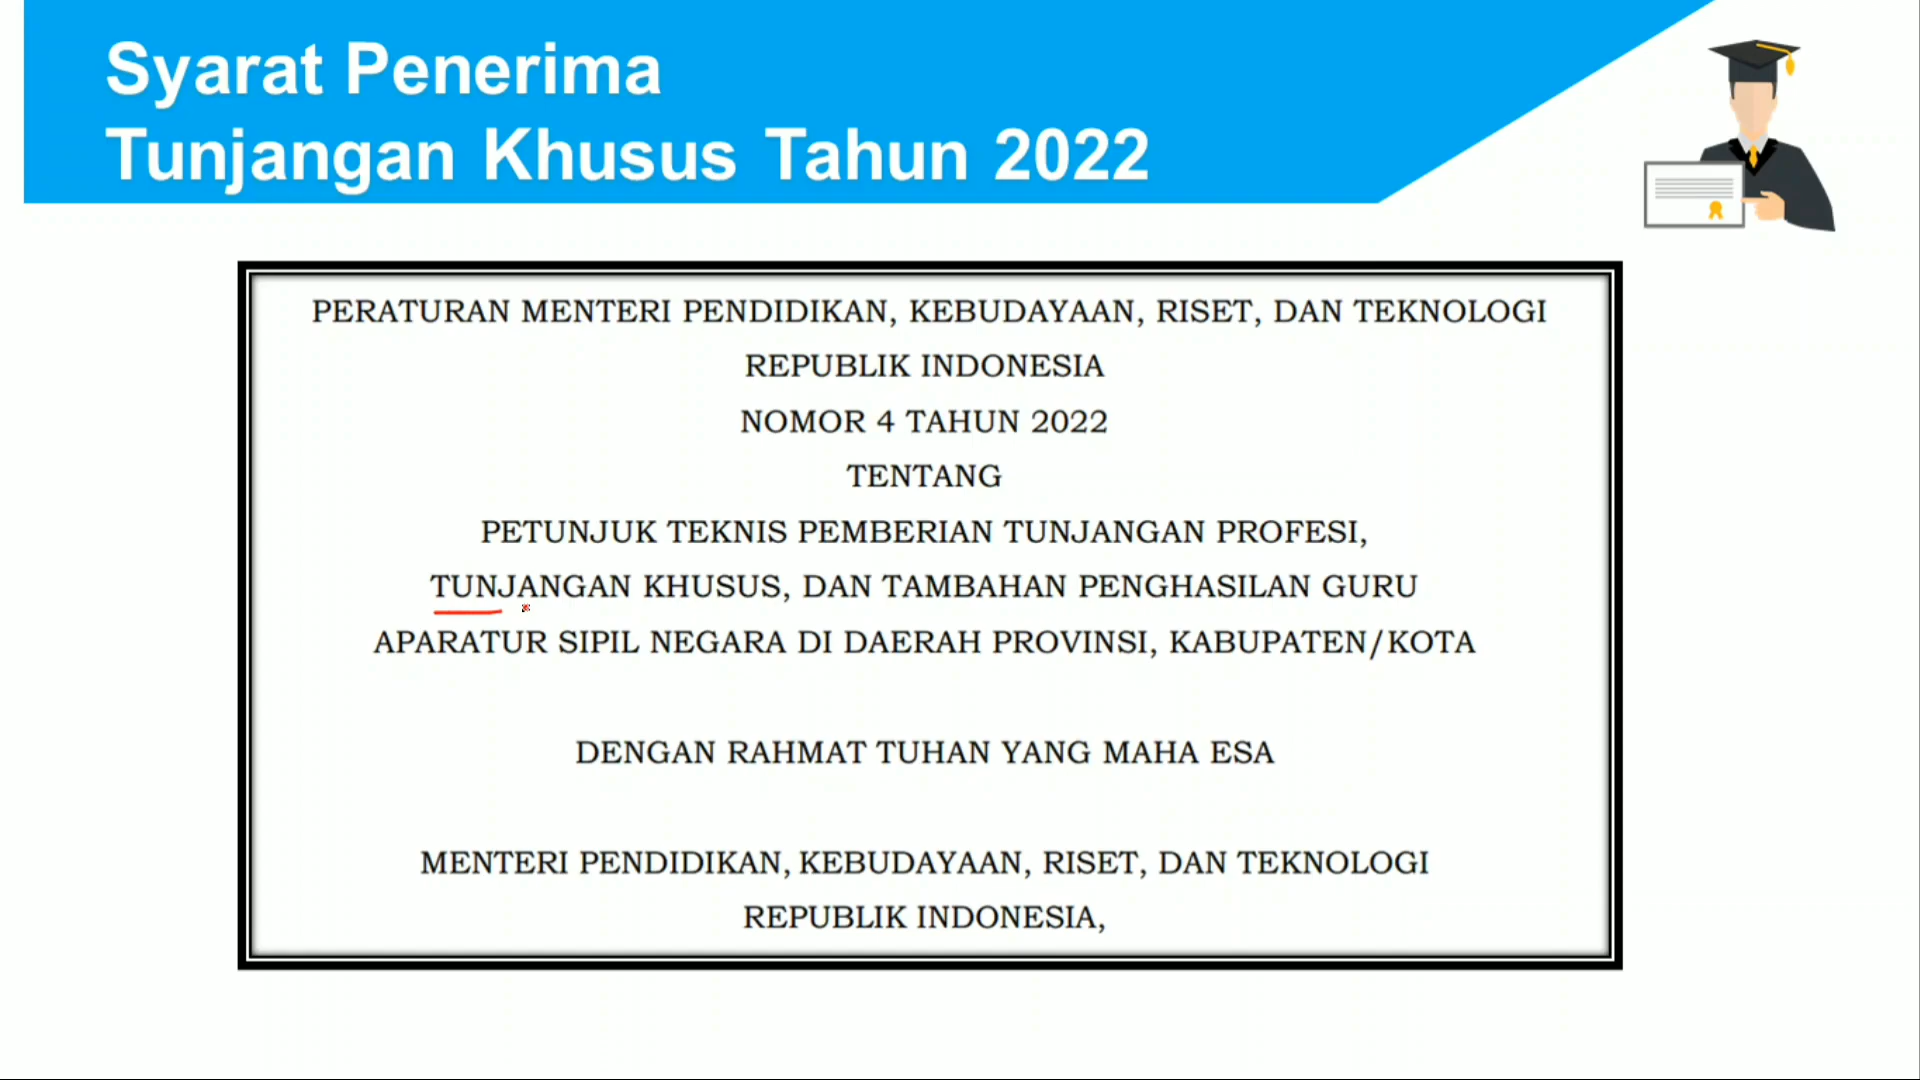 Syarat Penerima
Tunjangan Khusus Tahun 2022
PERATURAN MENTERI PENDIDIKAN, KEBUDAYAAN, RISET, DAN TEKNOLOGI
REPUBLIK INDONESIA
NOMOR 4 TAHUN 2022
TENTANG
PETUNJUK TEKNIS PEMBERIAN TUNJANGAN PROFESI,
TUNJANGAN KHUSUS, DAN TAMBAHAN PENGHASILAN GURU
APARATUR SIPIL NEGARA DI DAERAH PROVINSI, KABUPATEN/KOTA
DENGAN RAHMAT TUHAN YANG MAHA ESA
MENTERI PENDIDIKAN, KEBUDAYAAN, RISET, DAN TEKNOLOGI
REPUBLIK INDONESIA,